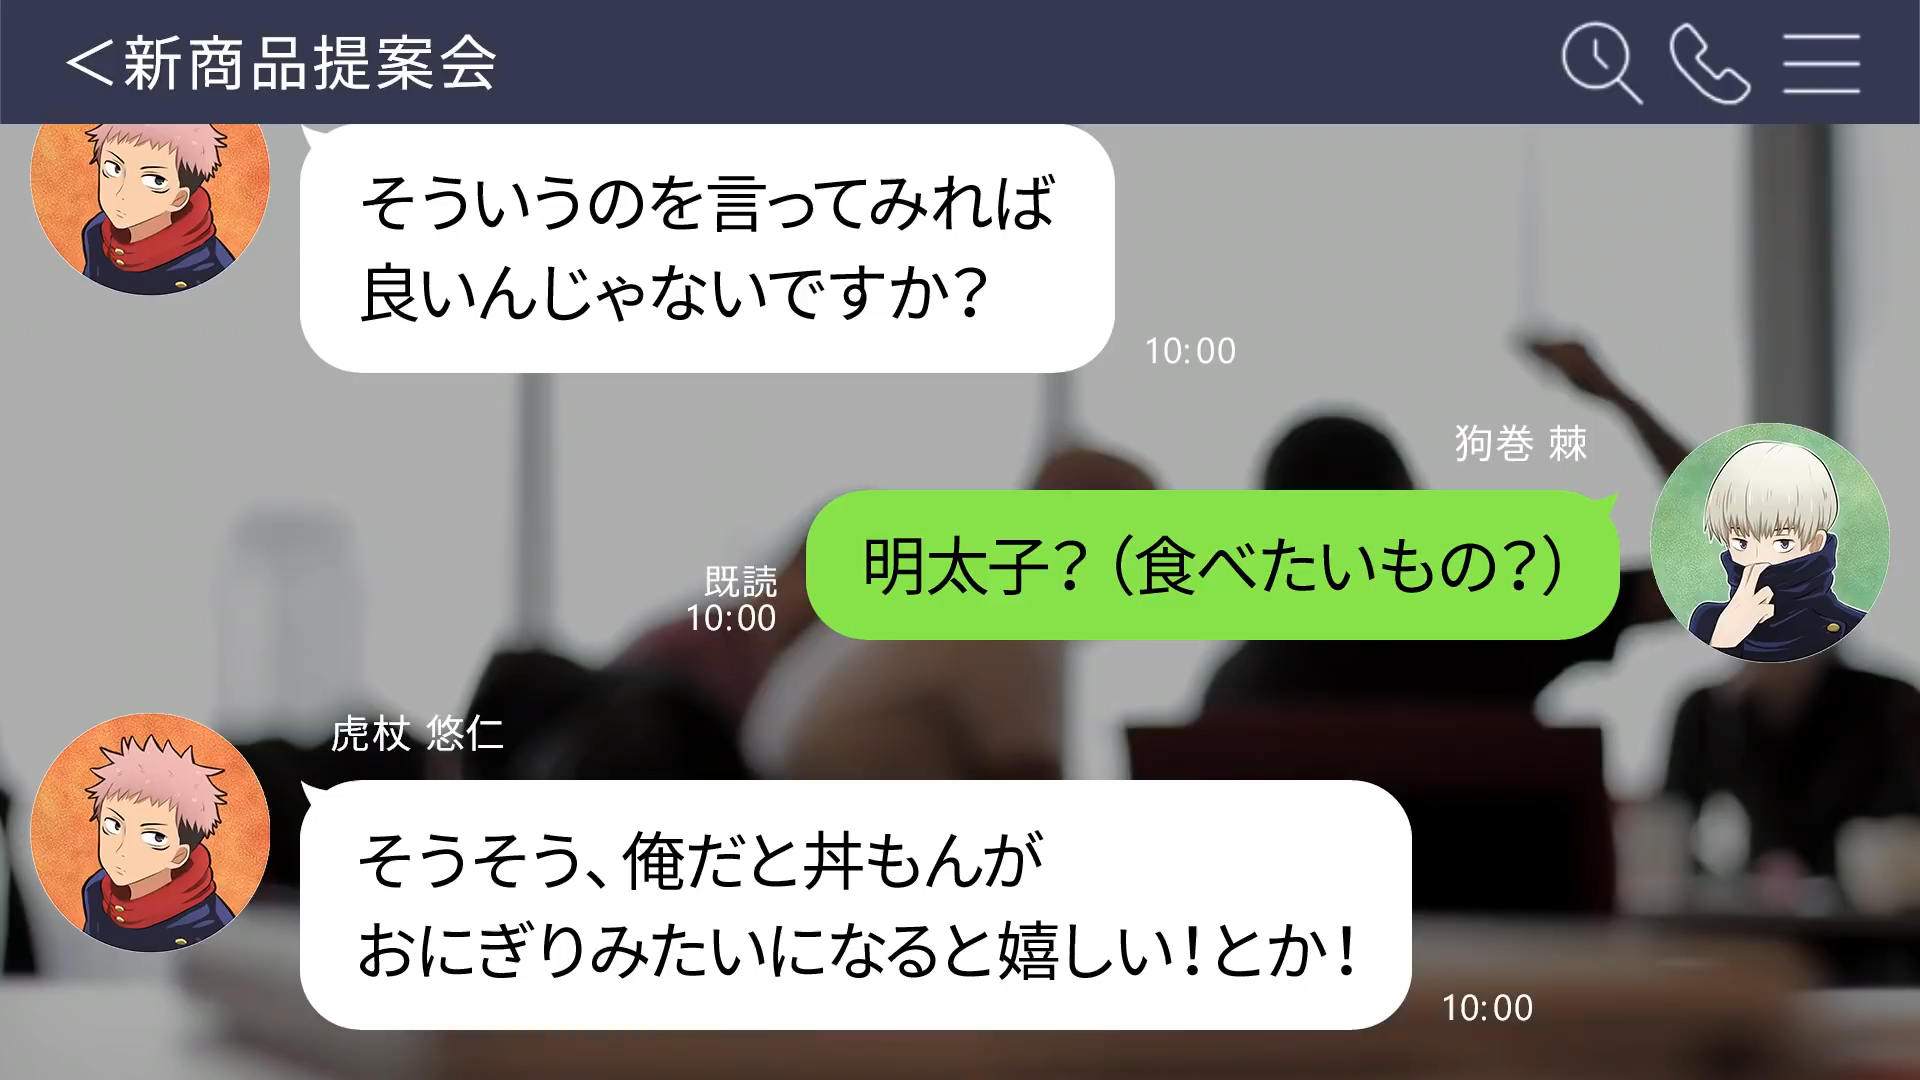 ＜新商品提案会
そういうのを言ってみれば
良いんじゃないですか？
10:00
狗巻 棘
明太子？（食べたいもの？）
既読
10:00
虎杖 悠仁
そうそう、俺だと丼もんが
おにぎりみたいになると嬉しい！とか！
10:00